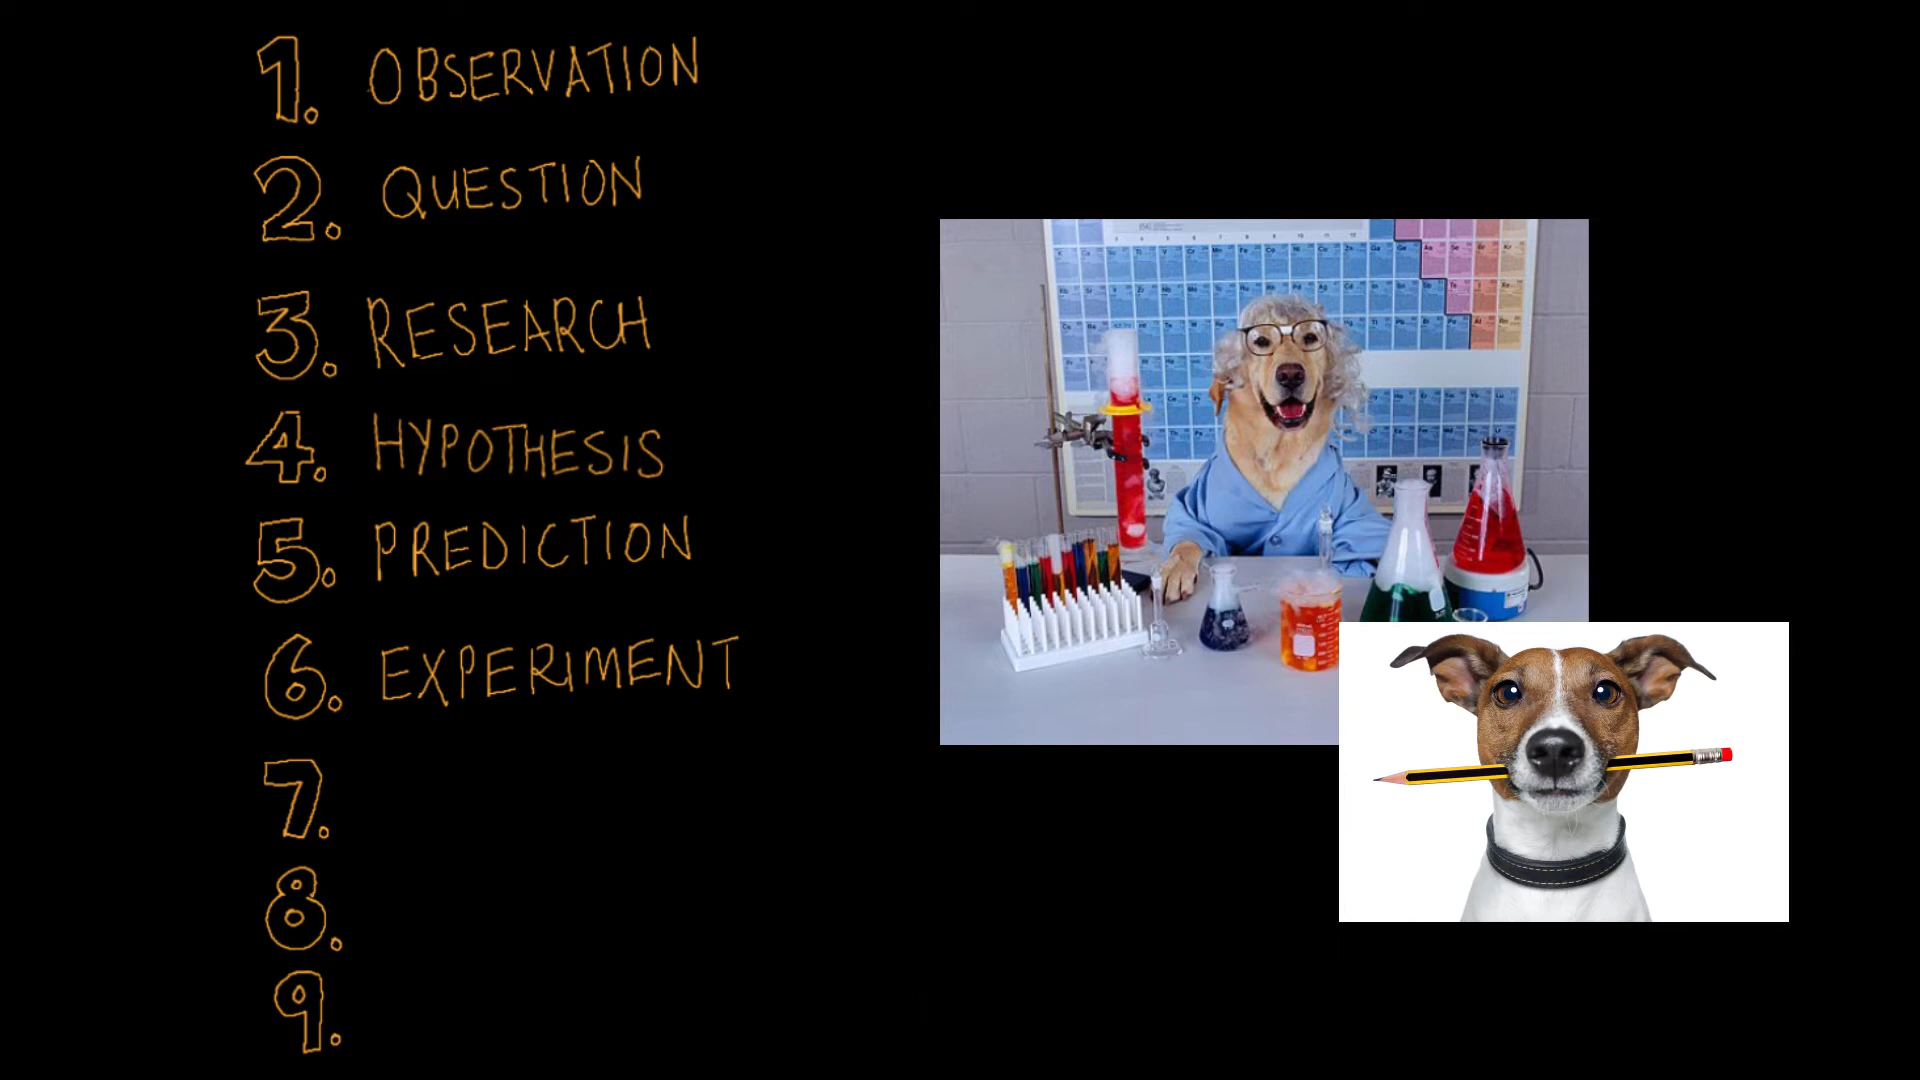 1. OBSERVATION
2. QUESTION
3. RESEARCH
4. HYPOTHESIS
5. PREDICTION
6. EXPERIMENT
7.
8.
9.